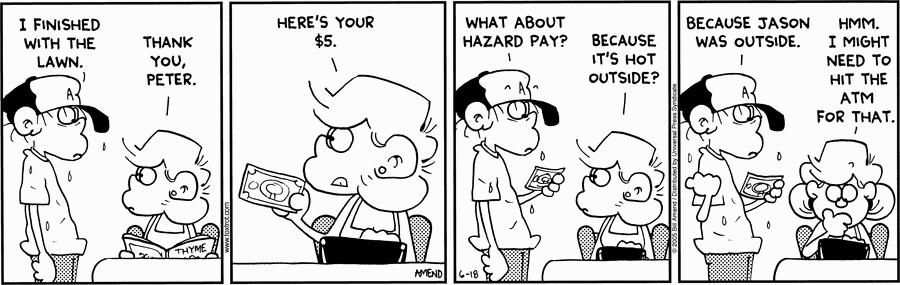 I FINISHED
WITH THE
LAWN.
THANK
YOU,
PETER.
A
THYME
www.foxtrot.com
HERE'S YOUR
$5.
AMEND
WHAT ABOUT
HAZARD PAY?
BECAUSE
IT'S HOT
OUTSIDE?
A
6-18
© 2005 Bill Amend / Distributed by Universal Press Syndicate
BECAUSE JASON
WAS OUTSIDE.
HMM.
I MIGHT
NEED TO
HIT THE
ATM
FOR THAT.
A